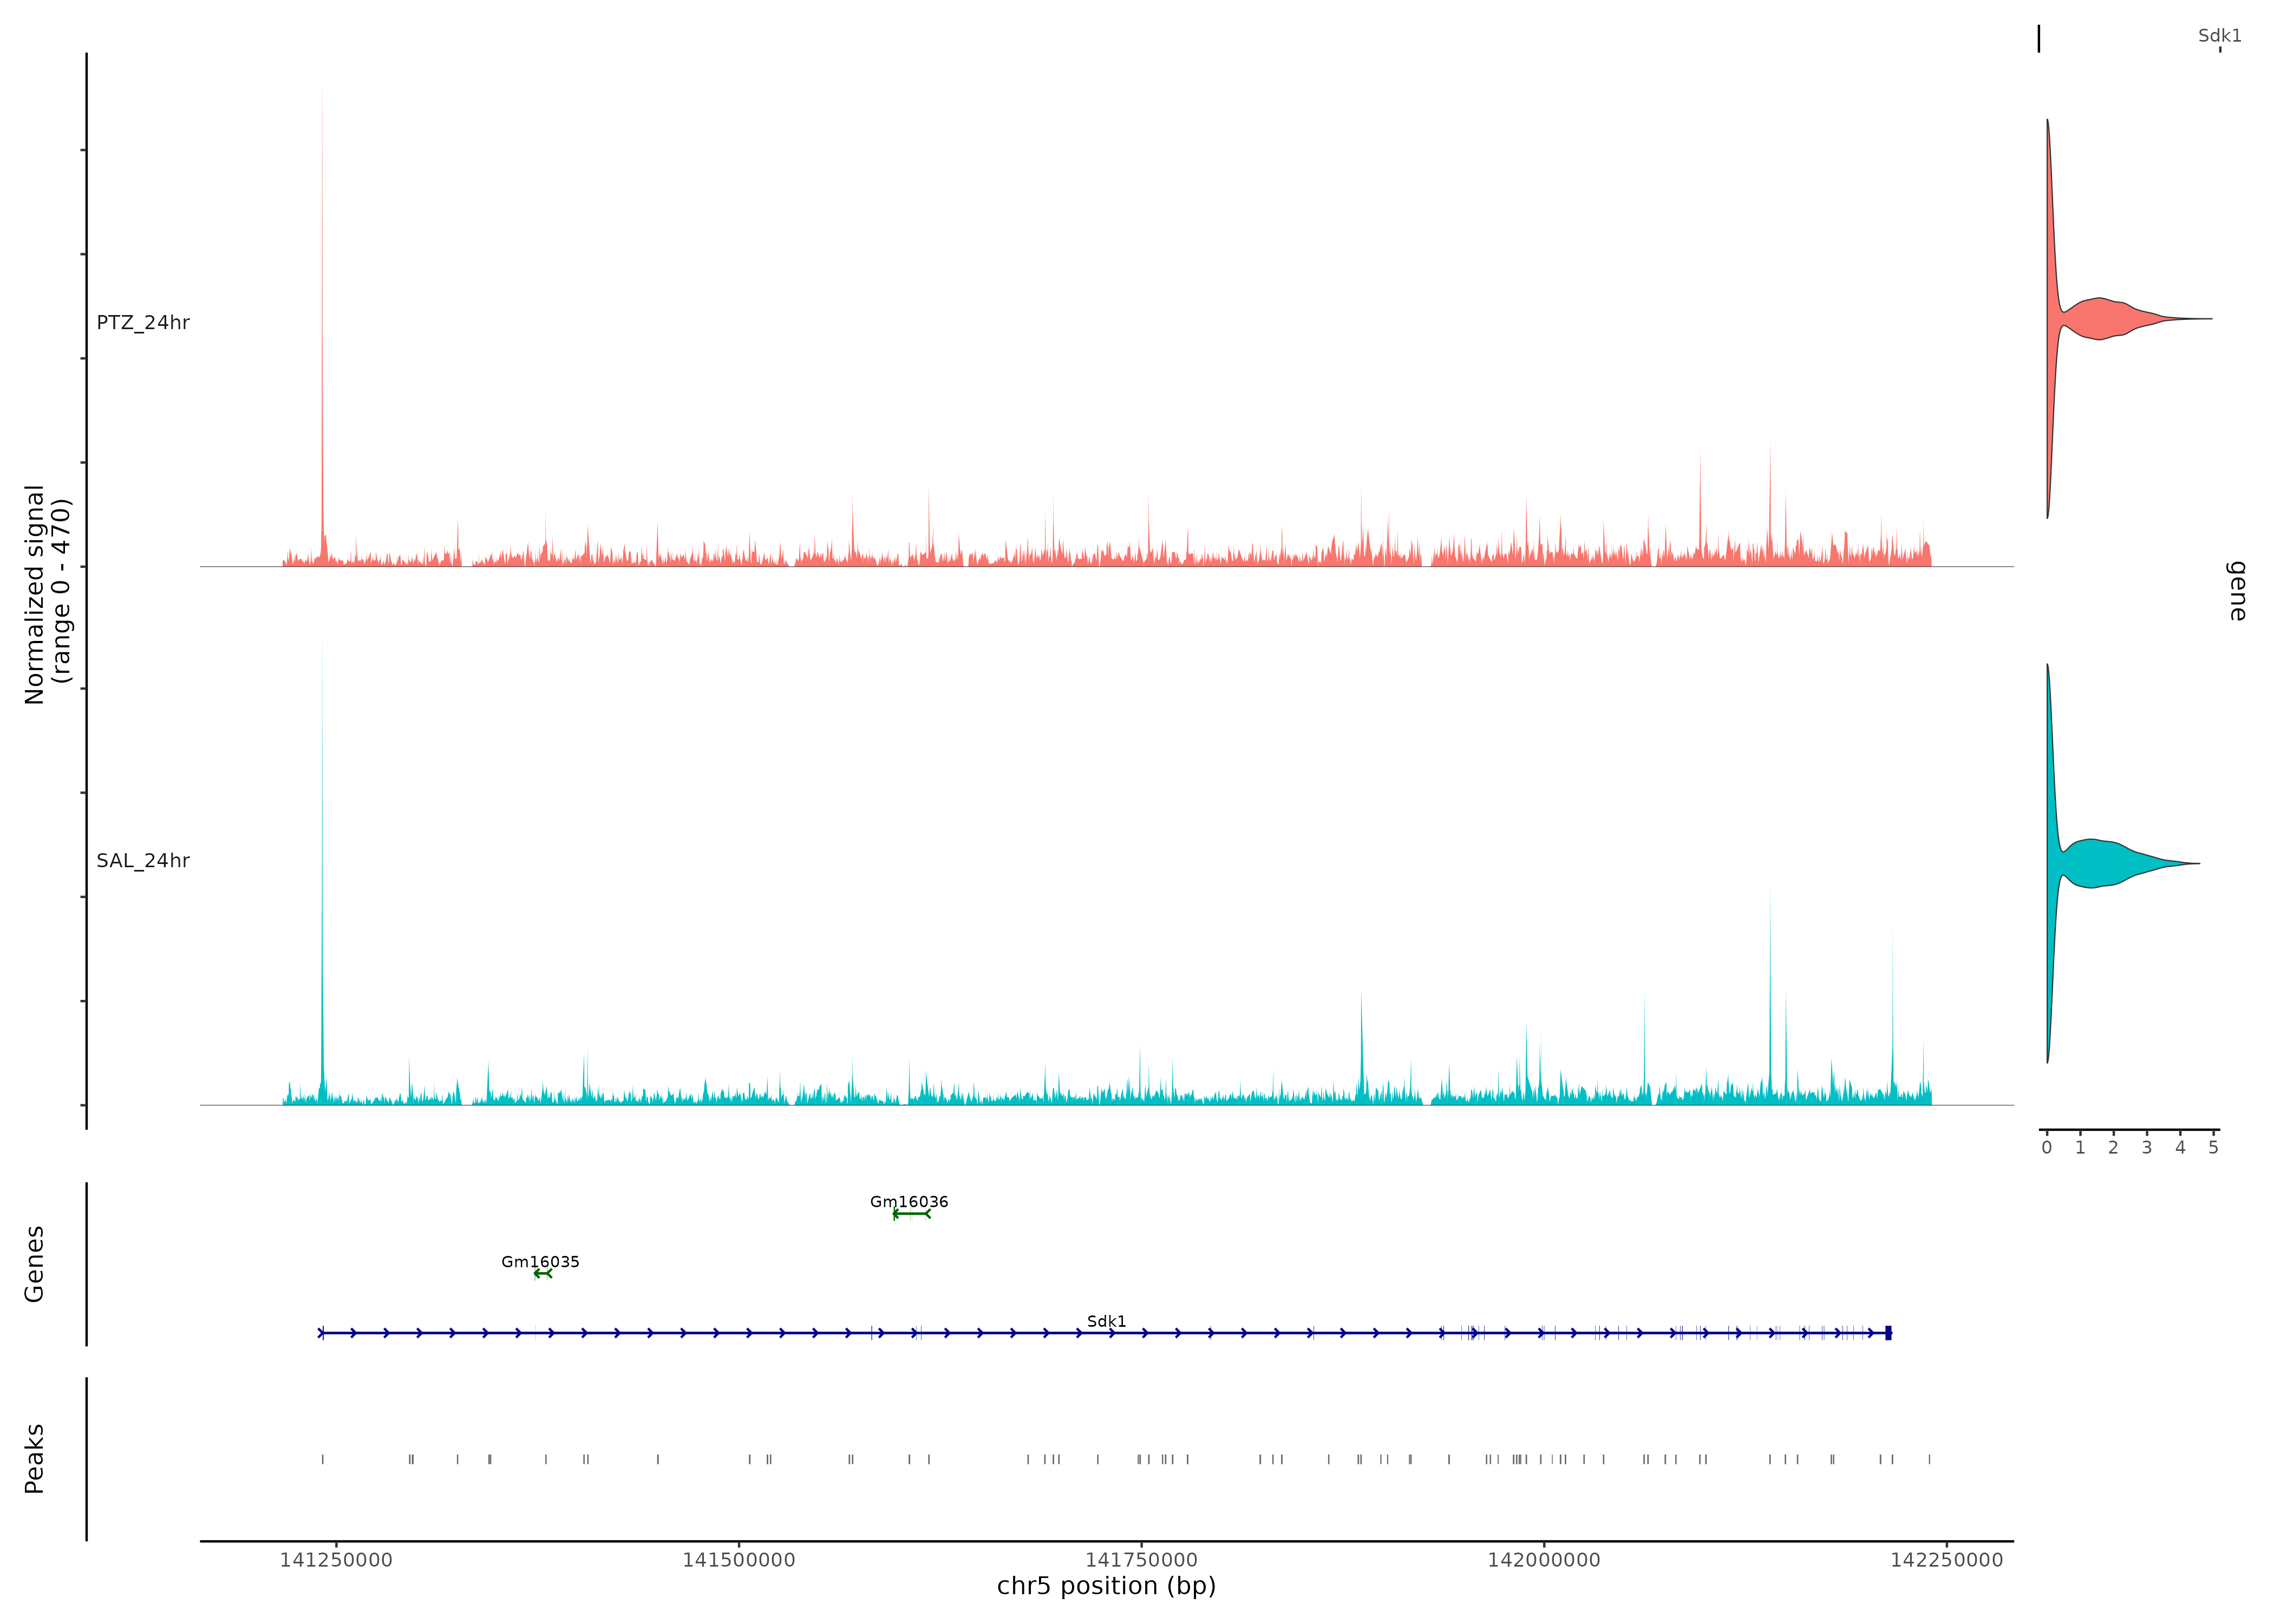 Sdk1
Normalized signal
(range 0 - 470)
PTZ_24hr
SAL_24hr
gene
0 1 2 3 4 5
Genes
Gm16036
Gm16035
Sdk1
Peaks
141250000 141500000 141750000 142000000 142250000
chr5 position (bp)